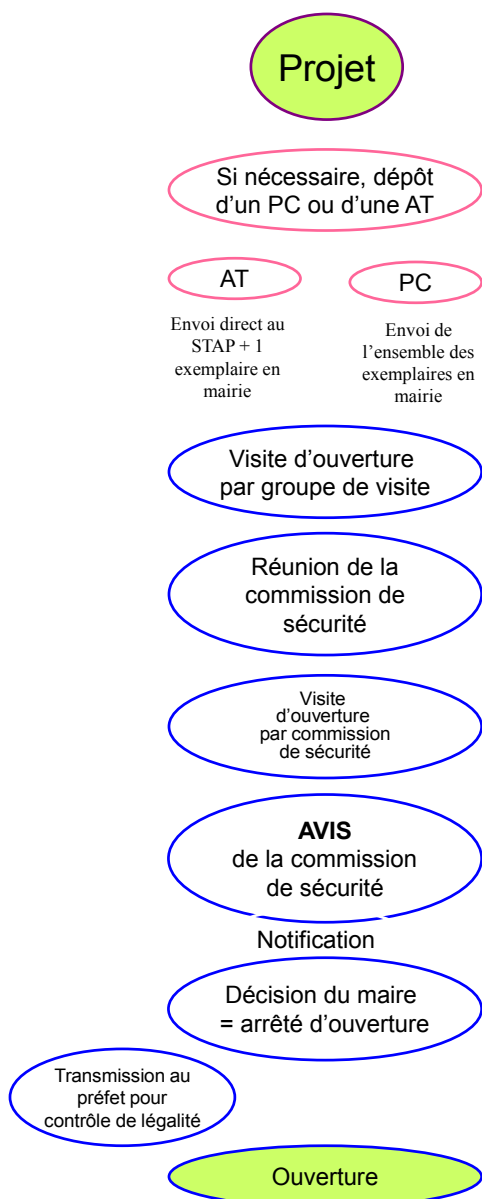 Projet
Si nécessaire, dépôt
d’un PC ou d’une AT
AT
PC
Envoi direct au
STAP + 1
exemplaire en
mairie
Envoi de
l’ensemble des
exemplaires en
mairie
Visite d’ouverture
par groupe de visite
Réunion de la
commission de
sécurité
Visite
d’ouverture
par commission
de sécurité
AVIS
de la commission
de sécurité
Notification
Décision du maire
= arrêté d’ouverture
Transmission au
préfet pour
contrôle de légalité
Ouverture